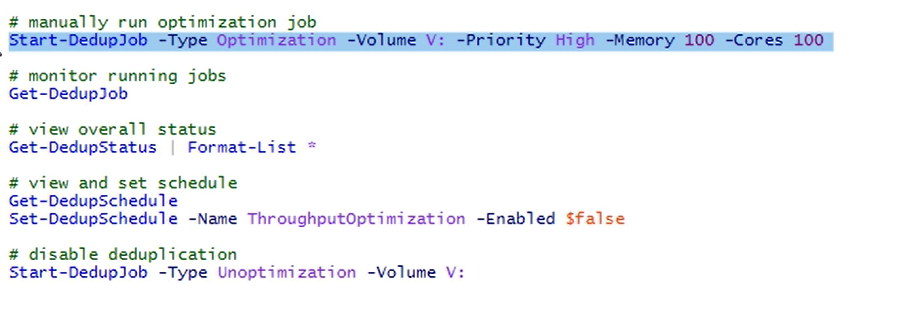 # manually run optimization job
Start-DedupJob -Type Optimization -Volume V: -Priority High -Memory 100 -Cores 100
# monitor running jobs
Get-DedupJob
# view overall status
Get-DedupStatus | Format-List *
# view and set schedule
Get-DedupSchedule
Set-DedupSchedule -Name ThroughputOptimization -Enabled $false
# disable deduplication
Start-DedupJob -Type Unoptimization -Volume V: